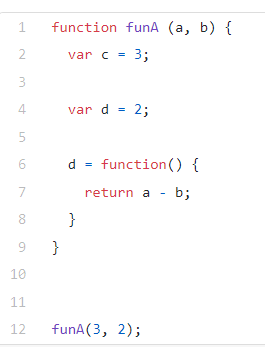 1 function funA (a, b) {
2 var c = 3;
3
4 var d = 2;
5
6 d = function() {
7 return a - b;
8 }
9 }
10
11
12 funA(3, 2);